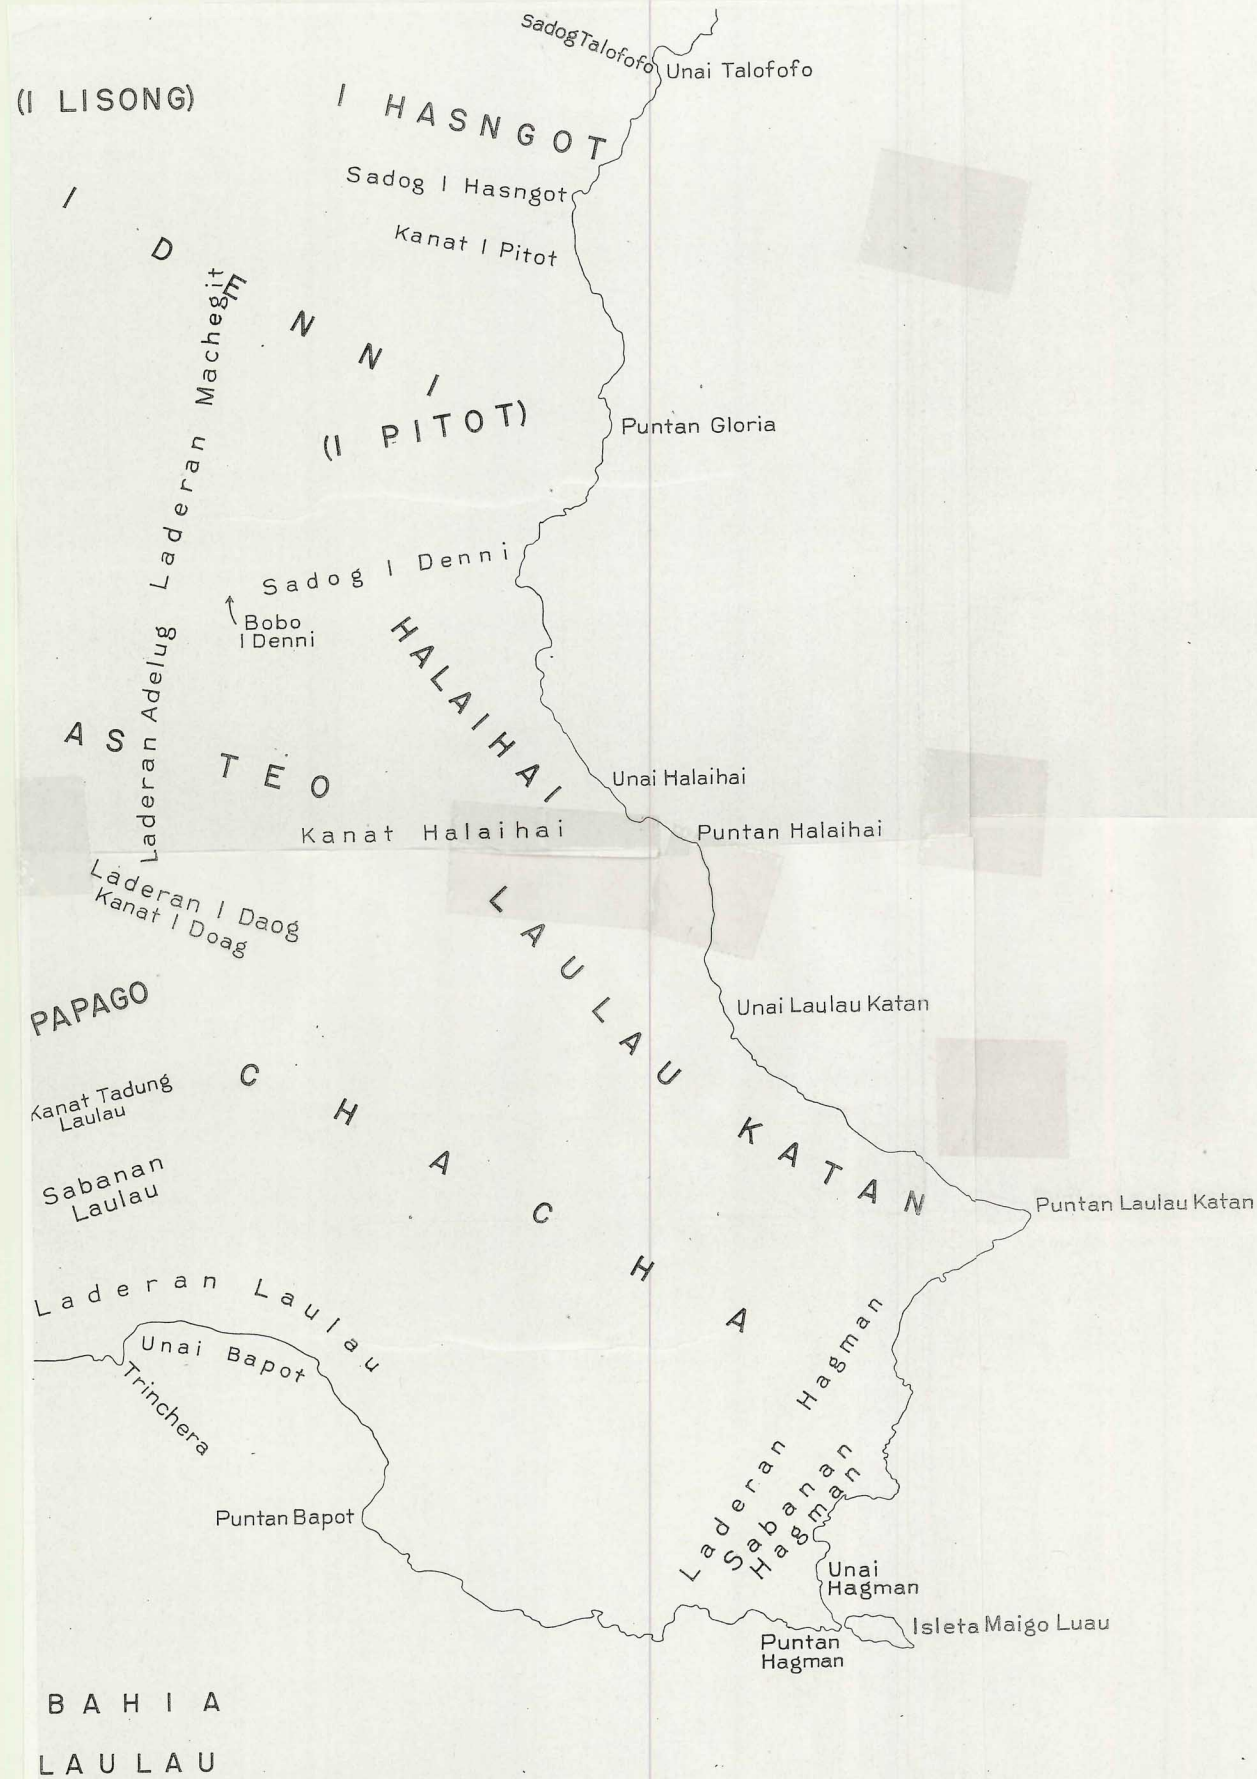 Sadog Talofofo
Unai Talofofo
(I LISONG)
I HASNGOT
Sadog I Hasngot
Kanat I Pitot
I DENNI
Laderan Machegit
(I PITOT)
Puntan Gloria
Sadog I Denni
Bobo
I Denni
HALAIHAI
Laderan Adelug
AS TEO
Unai Halaihai
Kanat Halaihai
Puntan Halaihai
Laderan I Daog
Kanat I Doag
LAULAU KATAN
PAPAGO
Unai Laulau Katan
Kanat Tadung
Laulau
CHACHA
Sabanan
Laulau
Puntan Laulau Katan
Laderan Laulau
Unai Bapot
Trinchera
Laderan Hagman
Sabanan
Hagman
Puntan Bapot
Unai
Hagman
Isleta Maigo Luau
Puntan
Hagman
BAHIA
LAULAU